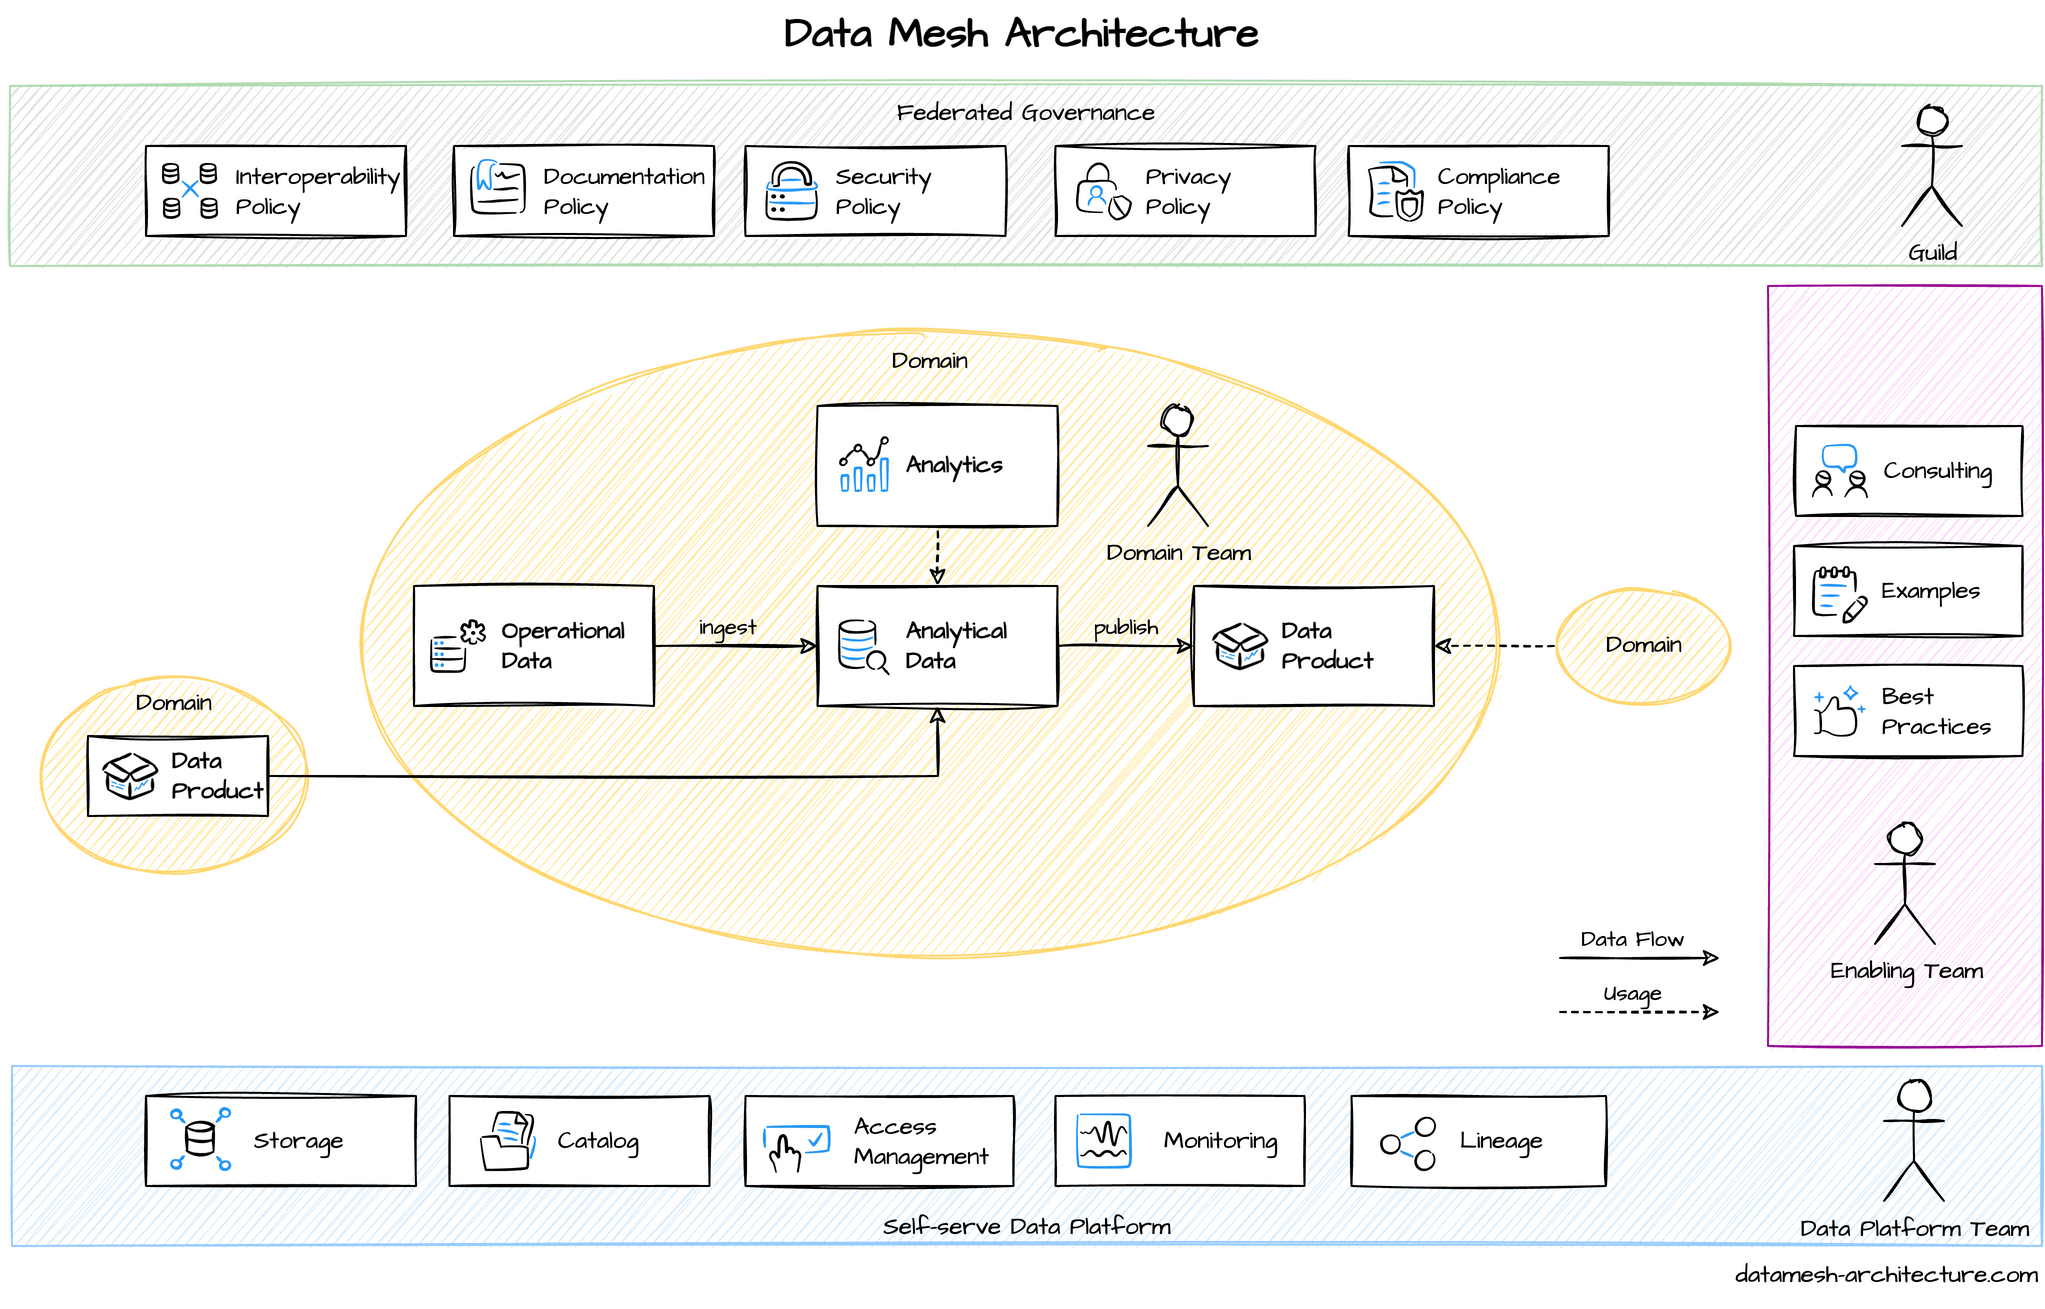 Data Mesh Architecture
Federated Governance
Interoperability
Policy
Documentation
Policy
Security
Policy
Privacy
Policy
Compliance
Policy
Guild
Domain
Analytics
Domain Team
Operational
Data
ingest
Analytical
Data
publish
Data
Product
Domain
Domain
Data
Product
Consulting
Examples
Best
Practices
Enabling Team
Data Flow
Usage
Storage
Catalog
Access
Management
Monitoring
Lineage
Self-serve Data Platform
Data Platform Team
datamesh-architecture.com